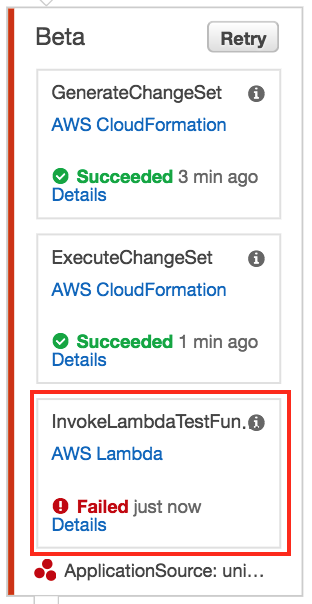 Beta
Retry
GenerateChangeSet
AWS CloudFormation
Succeeded 3 min ago
Details
ExecuteChangeSet
AWS CloudFormation
Succeeded 1 min ago
Details
InvokeLambdaTestFun...
AWS Lambda
Failed just now
Details
ApplicationSource: uni...